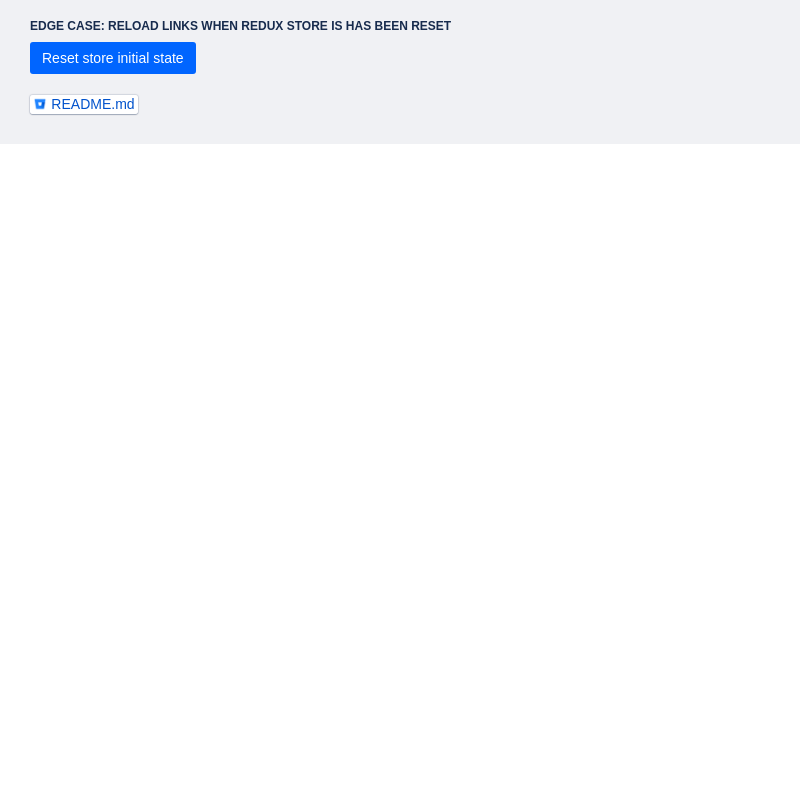 EDGE CASE: RELOAD LINKS WHEN REDUX STORE IS HAS BEEN RESET
Reset store initial state
README.md